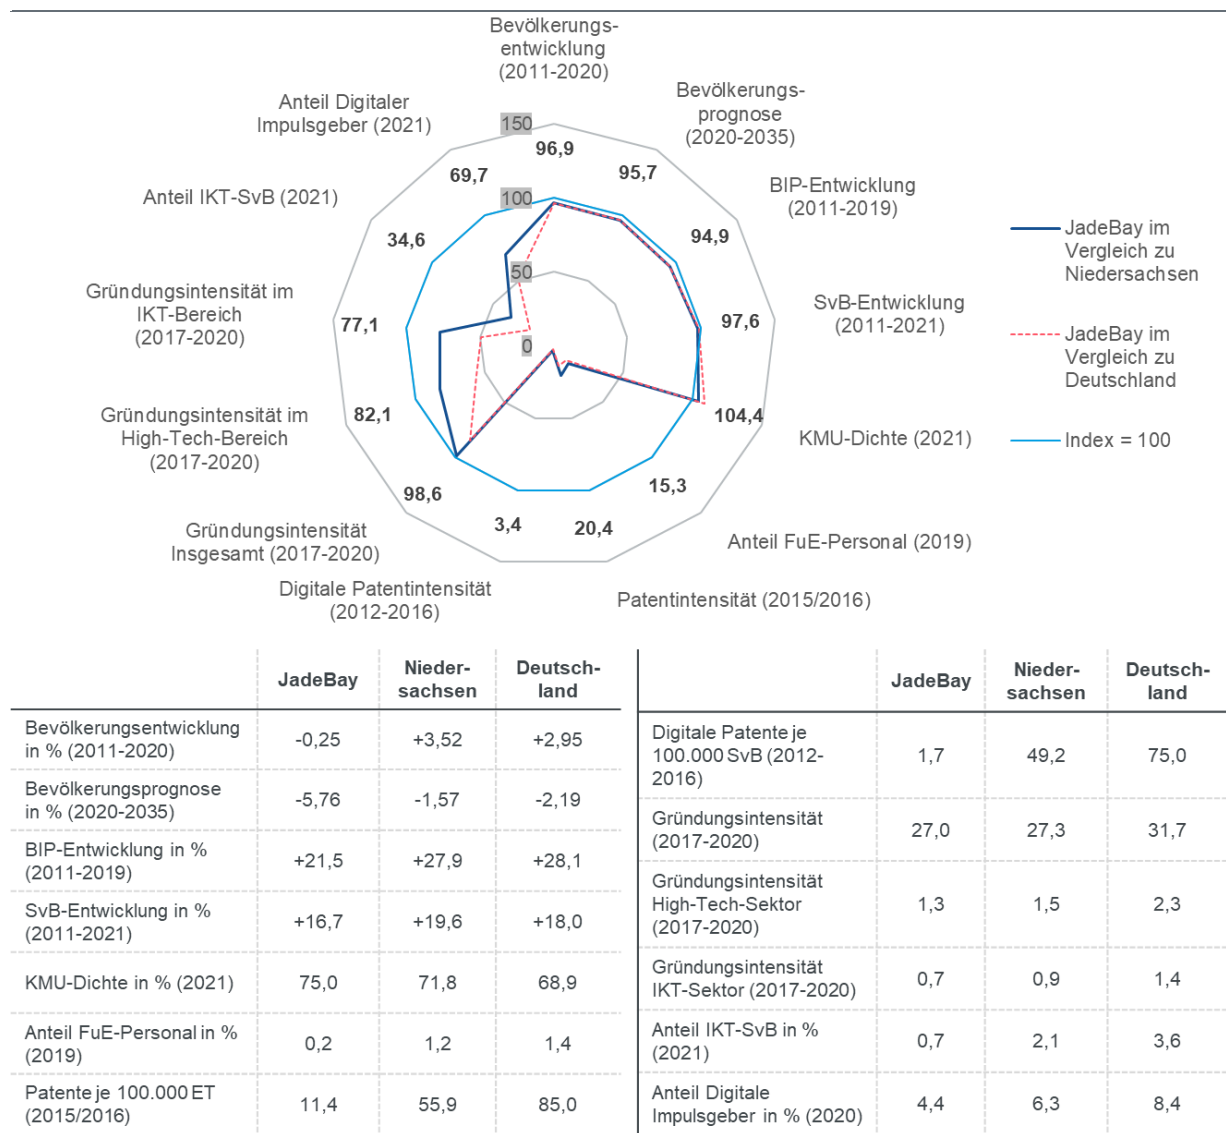 Bevölkerungs-
entwicklung
(2011-2020)
Bevölkerungs-
prognose
(2020-2035)
Anteil Digitaler
Impulsgeber (2021)
150
96,9
95,7
69,7
BIP-Entwicklung
(2011-2019)
Anteil IKT-SvB (2021)
100
94,9
34,6
JadeBay im
Vergleich zu
Niedersachsen
50
Gründungsintensität im
IKT-Bereich
(2017-2020)
77,1
97,6
SvB-Entwicklung
(2011-2021)
0
JadeBay im
Vergleich zu
Deutschland
Gründungsintensität im
High-Tech-Bereich
(2017-2020)
82,1
104,4
KMU-Dichte (2021)
Index = 100
98,6
15,3
3,4
20,4
Gründungsintensität
Insgesamt (2017-2020)
Anteil FuE-Personal (2019)
Digitale Patentintensität
(2012-2016)
Patentintensität (2015/2016)
JadeBay
Nieder-
sachsen
Deutsch-
land
Bevölkerungsentwicklung
in % (2011-2020)
-0,25
+3,52
+2,95
Bevölkerungsprognose
in % (2020-2035)
-5,76
-1,57
-2,19
BIP-Entwicklung in %
(2011-2019)
+21,5
+27,9
+28,1
SvB-Entwicklung in %
(2011-2021)
+16,7
+19,6
+18,0
KMU-Dichte in % (2021)
75,0
71,8
68,9
Anteil FuE-Personal in %
(2019)
0,2
1,2
1,4
Patente je 100.000 ET
(2015/2016)
11,4
55,9
85,0
JadeBay
Nieder-
sachsen
Deutsch-
land
Digitale Patente je
100.000 SvB (2012-
2016)
1,7
49,2
75,0
Gründungsintensität
(2017-2020)
27,0
27,3
31,7
Gründungsintensität
High-Tech-Sektor
(2017-2020)
1,3
1,5
2,3
Gründungsintensität
IKT-Sektor (2017-2020)
0,7
0,9
1,4
Anteil IKT-SvB in %
(2021)
0,7
2,1
3,6
Anteil Digitale
Impulsgeber in % (2020)
4,4
6,3
8,4